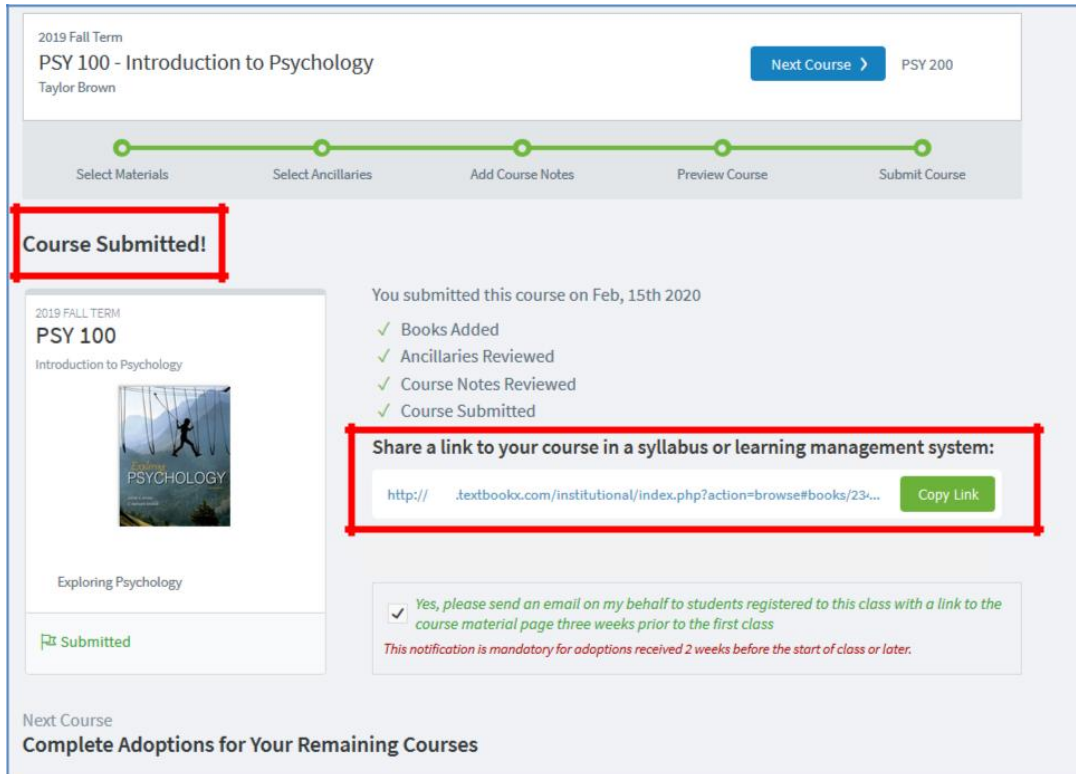 2019 Fall Term
PSY 100 - Introduction to Psychology
Taylor Brown
Next Course ❯ PSY 200
Select Materials Select Ancillaries Add Course Notes Preview Course Submit Course
Course Submitted!
2019 FALL TERM
PSY 100
Introduction to Psychology
PSYCHOLOGY
Exploring Psychology
Submitted
You submitted this course on Feb, 15th 2020
✓ Books Added
✓ Ancillaries Reviewed
✓ Course Notes Reviewed
✓ Course Submitted
Share a link to your course in a syllabus or learning management system:
http:// .textbookx.com/institutional/index.php?action=browse#books/234... Copy Link
Yes, please send an email on my behalf to students registered to this class with a link to the
course material page three weeks prior to the first class
This notification is mandatory for adoptions received 2 weeks before the start of class or later.
Next Course
Complete Adoptions for Your Remaining Courses